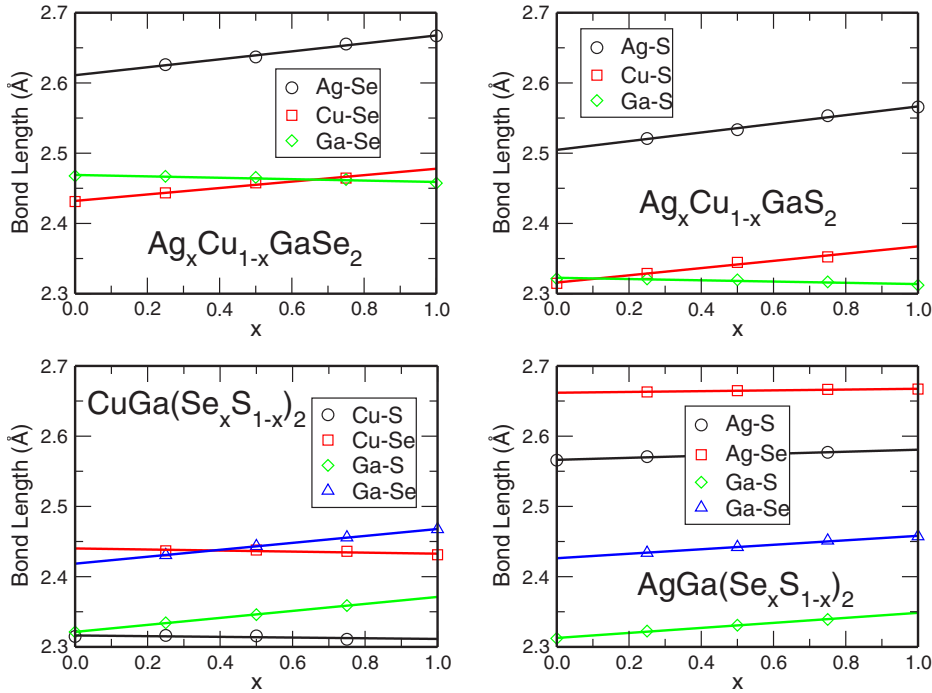 2.7
2.6
2.5
2.4
2.3
Bond Length (Å)
Ag-Se
Cu-Se
Ga-Se
AgₓCu₁₋ₓGaSe₂
0.0 0.2 0.4 0.6 0.8 1.0
x
2.7
2.6
2.5
2.4
2.3
Bond Length (Å)
Ag-S
Cu-S
Ga-S
AgₓCu₁₋ₓGaS₂
0.0 0.2 0.4 0.6 0.8 1.0
x
2.7
2.6
2.5
2.4
2.3
Bond Length (Å)
CuGa(SeₓS₁₋ₓ)₂
Cu-S
Cu-Se
Ga-S
Ga-Se
0.0 0.2 0.4 0.6 0.8 1.0
x
2.7
2.6
2.5
2.4
2.3
Bond Length (Å)
Ag-S
Ag-Se
Ga-S
Ga-Se
AgGa(SeₓS₁₋ₓ)₂
0.0 0.2 0.4 0.6 0.8 1.0
x